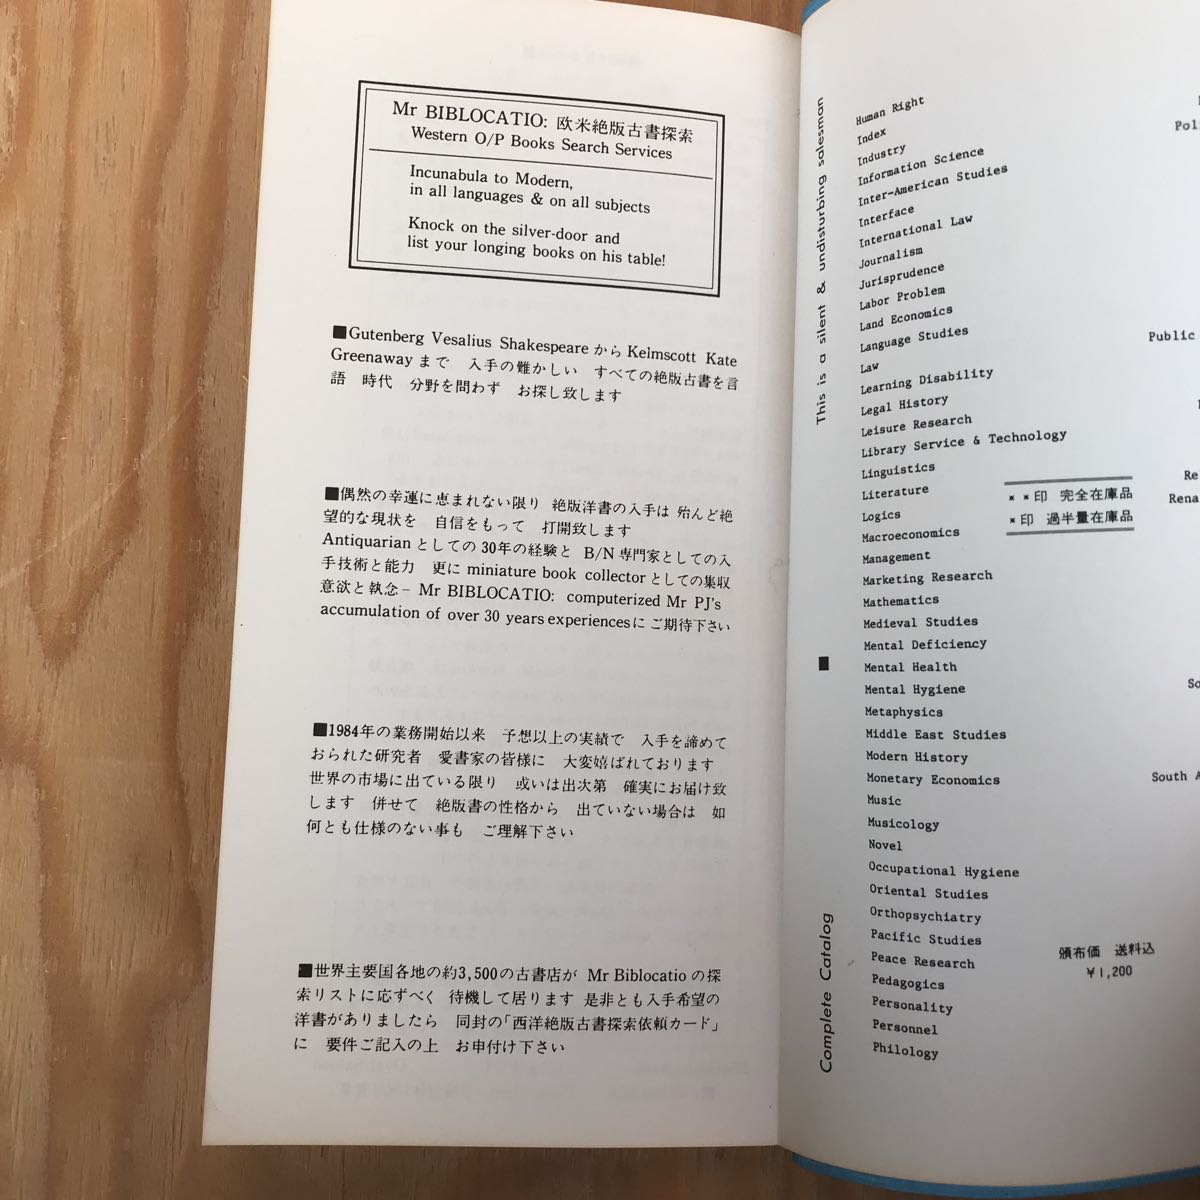 Mr BIBLOCATIO: 欧米絶版古書探索
Western O/P Books Search Services
Incunabula to Modern,
in all languages & on all subjects
Knock on the silver-door and
list your longing books on his table!
■Gutenberg Vesalius Shakespeare から Kelmscott Kate
Greenaway まで 入手の難かしい すべての絶版古書を言
語 時代 分野を問わず お探し致します
■偶然の幸運に恵まれない限り 絶版洋書の入手は 殆んど絶
望的な現状を 自信をもって 打開致します
Antiquarian としての30年の経験と B/N 専門家としての入
手技術と能力 更に miniature book collector としての集収
意欲と執念− Mr BIBLOCATIO: computerized Mr PJ's
accumulation of over 30 years experiences に ご期待下さい
■1984年の業務開始以来 予想以上の実績で 入手を諦めて
おられた研究者 愛書家の皆様に 大変嬉ばれております
世界の市場に出ている限り 或いは出次第 確実にお届け致
します 併せて 絶版書の性格から 出ていない場合は 如
何とも仕様のない事も ご理解下さい
■世界主要国各地の約3,500の古書店が Mr Biblocatio の探
索リストに応ずべく 待機して居ります 是非とも入手希望の
洋書がありましたら 同封の「西洋絶版古書探索依頼カード」
に 要件ご記入の上 お申付け下さい
This is a silent & undisturbing salesman
■
Complete Catalog
Human Right
Index
Industry
Information Science
Inter-American Studies
Interface
International Law
Journalism
Jurisprudence
Labor Problem
Land Economics
Language Studies
Law
Learning Disability
Legal History
Leisure Research
Library Service & Technology
Linguistics
Literature
Logics
Macroeconomics
Management
Marketing Research
Mathematics
Medieval Studies
Mental Deficiency
Mental Health
Mental Hygiene
Metaphysics
Middle East Studies
Modern History
Monetary Economics
Music
Musicology
Novel
Occupational Hygiene
Oriental Studies
Orthopsychiatry
Pacific Studies
Peace Research
Pedagogics
Personality
Personnel
Philology
＊＊印 完全在庫品
＊印 過半量在庫品
頒布価 送料込
¥1,200
Pol
Public
Re
Rena
So
South A